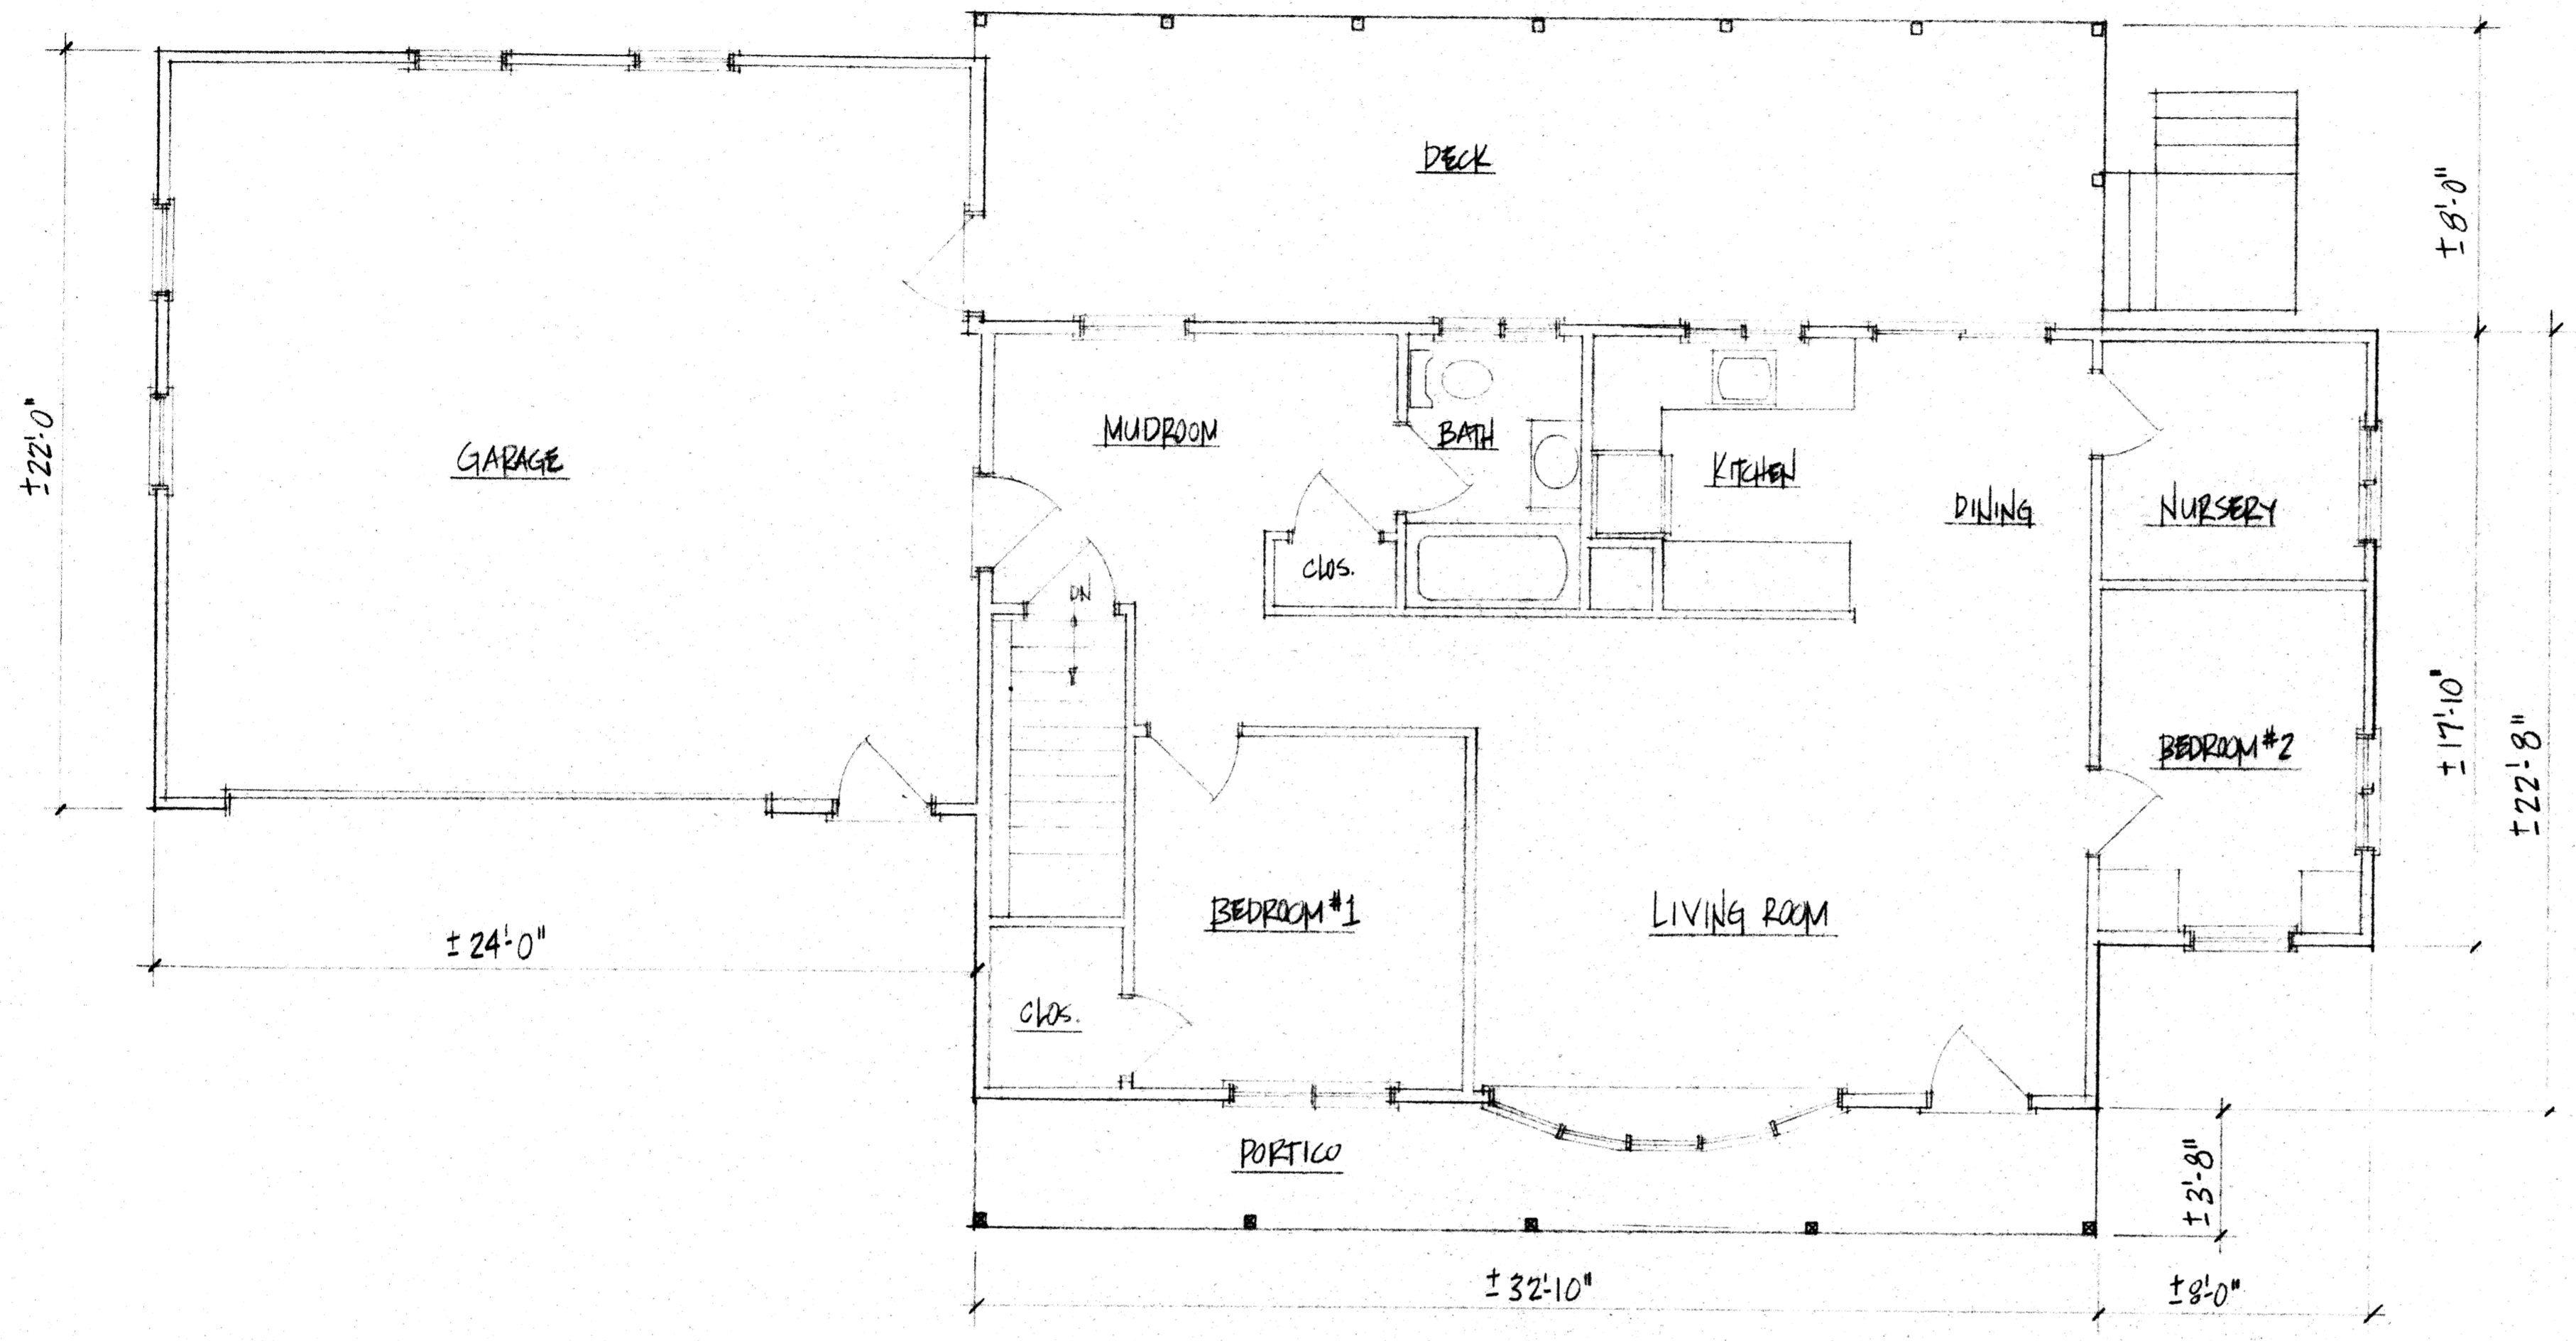 DECK
±8'-0"
±22'-0"
GARAGE
MUDROOM
BATH
KITCHEN
DINING
NURSERY
CLOS.
DN
±17'-10"
±22'-8"
BEDROOM #2
BEDROOM #1
LIVING ROOM
±24'-0"
CLOS.
PORTICO
±3'-8"
±32'-10"
±8'-0"